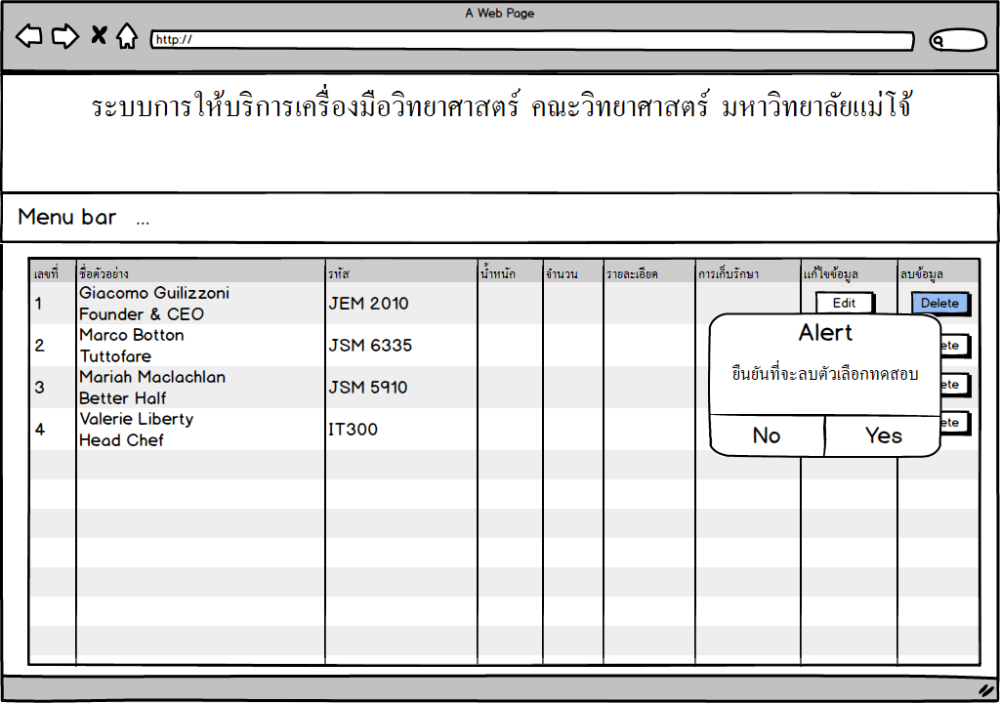 A Web Page
http://
ระบบการให้บริการเครื่องมือวิทยาศาสตร์ คณะวิทยาศาสตร์ มหาวิทยาลัยแม่โจ้
Menu bar ...
เลขที่ ชื่อตัวอย่าง รหัส น้ำหนัก จำนวน รายละเอียด การเก็บรักษา แก้ไขข้อมูล ลบข้อมูล
1 Giacomo Guilizzoni JEM 2010 Edit Delete
Founder & CEO
2 Marco Botton JSM 6335 ete
Tuttofare
3 Mariah Maclachlan JSM 5910 ete
Better Half
4 Valerie Liberty IT300 ete
Head Chef
Alert
ยืนยันที่จะลบตัวเลือกทดสอบ
No Yes